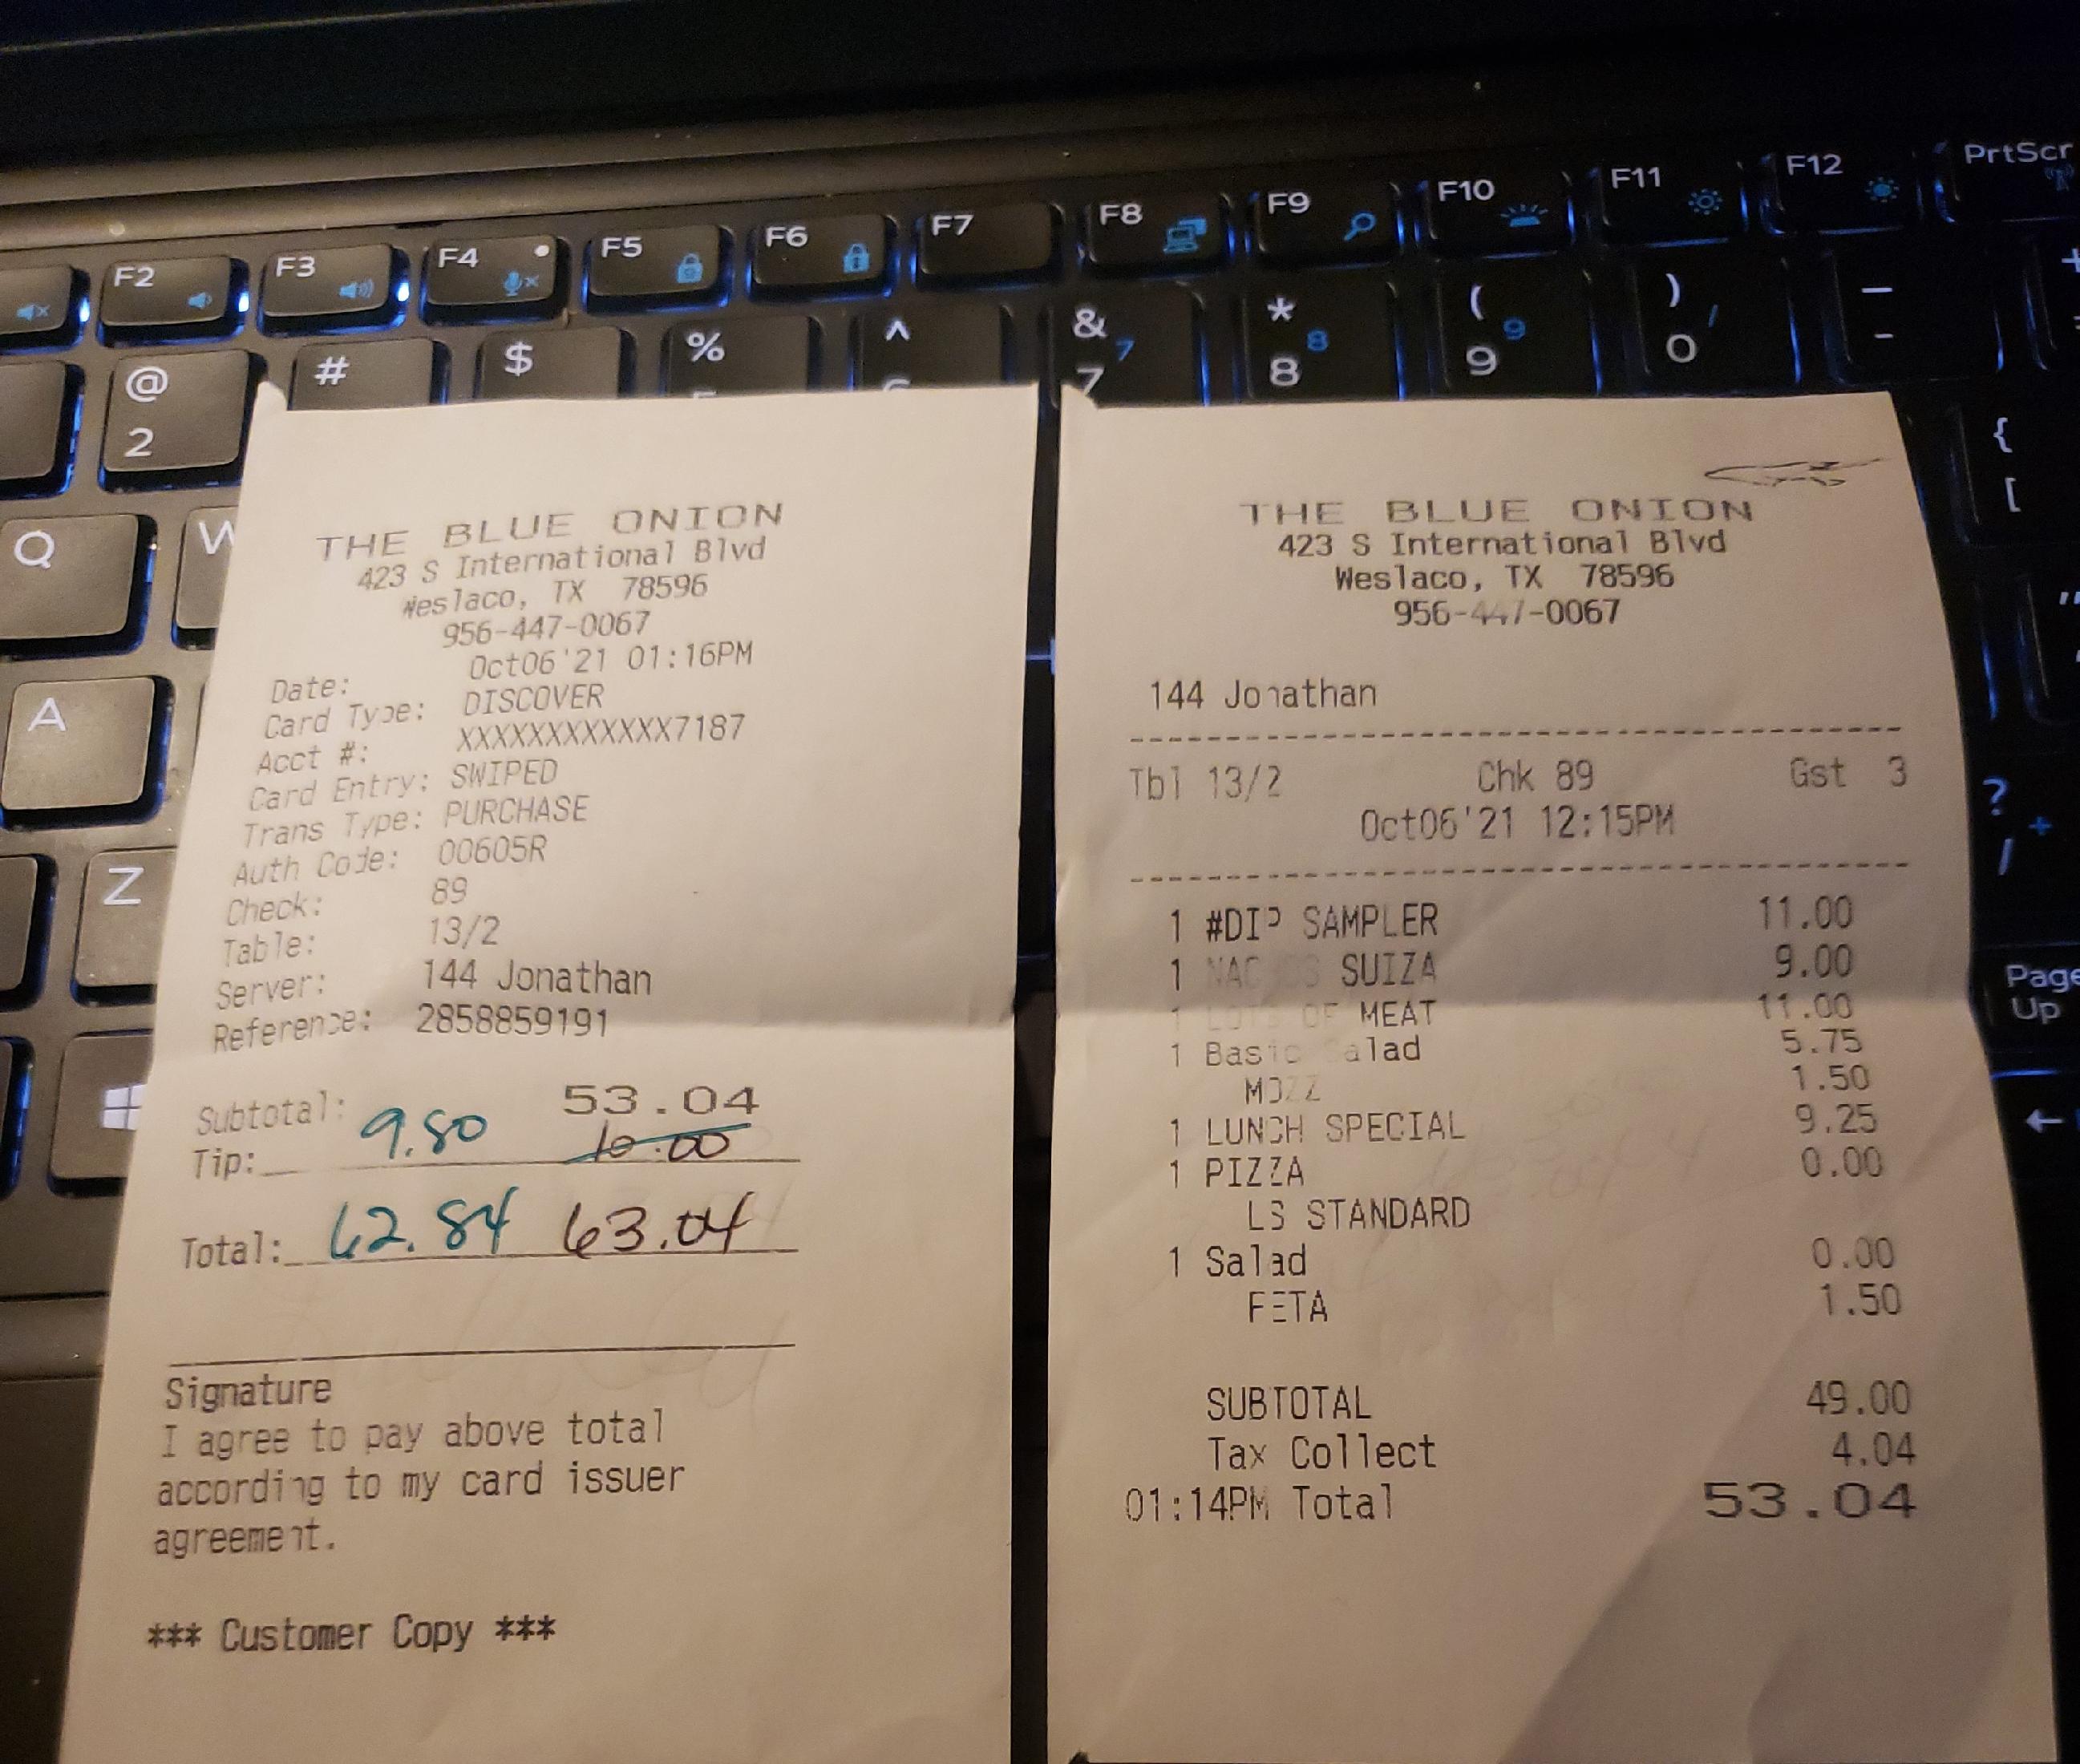 F2
F3
F4
F5
F6
F7
F8
F9
F10
F11
F12
PrtScr
@
2
#
$
%
^
&
7
7
*
8
8
(
9
9
)
0
/
-
{
[
Q
W
A
Z
?
/
+
Page
Up
THE BLUE ONION
423 S International Blvd
Weslaco, TX 78596
956-447-0067
Date: Oct06'21 01:16PM
Card Type: DISCOVER
Acct #: XXXXXXXXXXXX7187
Card Entry: SWIPED
Trans Type: PURCHASE
Auth Code: 00605R
Check: 89
Table: 13/2
Server: 144 Jonathan
Reference: 2858859191
Subtotal: 53.04
Tip: 9.80 10.00
Total: 62.84 63.04
Signature
I agree to pay above total
according to my card issuer
agreement.
*** Customer Copy ***
THE BLUE ONION
423 S International Blvd
Weslaco, TX 78596
956-447-0067
144 Jonathan
Tbl 13/2 Chk 89 Gst 3
Oct06'21 12:15PM
1 #DIP SAMPLER 11.00
1 NACHOS SUIZA 9.00
1 LOTS OF MEAT 11.00
1 Basic Salad 5.75
MOZZ 1.50
1 LUNCH SPECIAL 9.25
1 PIZZA 0.00
LS STANDARD
1 Salad 0.00
FETA 1.50
SUBTOTAL 49.00
Tax Collect 4.04
01:14PM Total 53.04